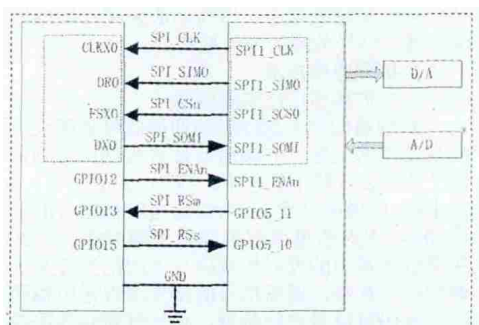 CLKX0 SPI_CLK SPI1_CLK
DR0 SPI_SIMO SPI1_SIMO D/A
FSX0 SPI_CSn SPI1_SCS0
DX0 SPI_SOMI SPI1_SOMI A/D
GPIO12 SPI_ENAn SPI1_ENAn
GPIO13 SPI_RSm GPIO5_11
GPIO15 SPI_RSs GPIO5_10
GND